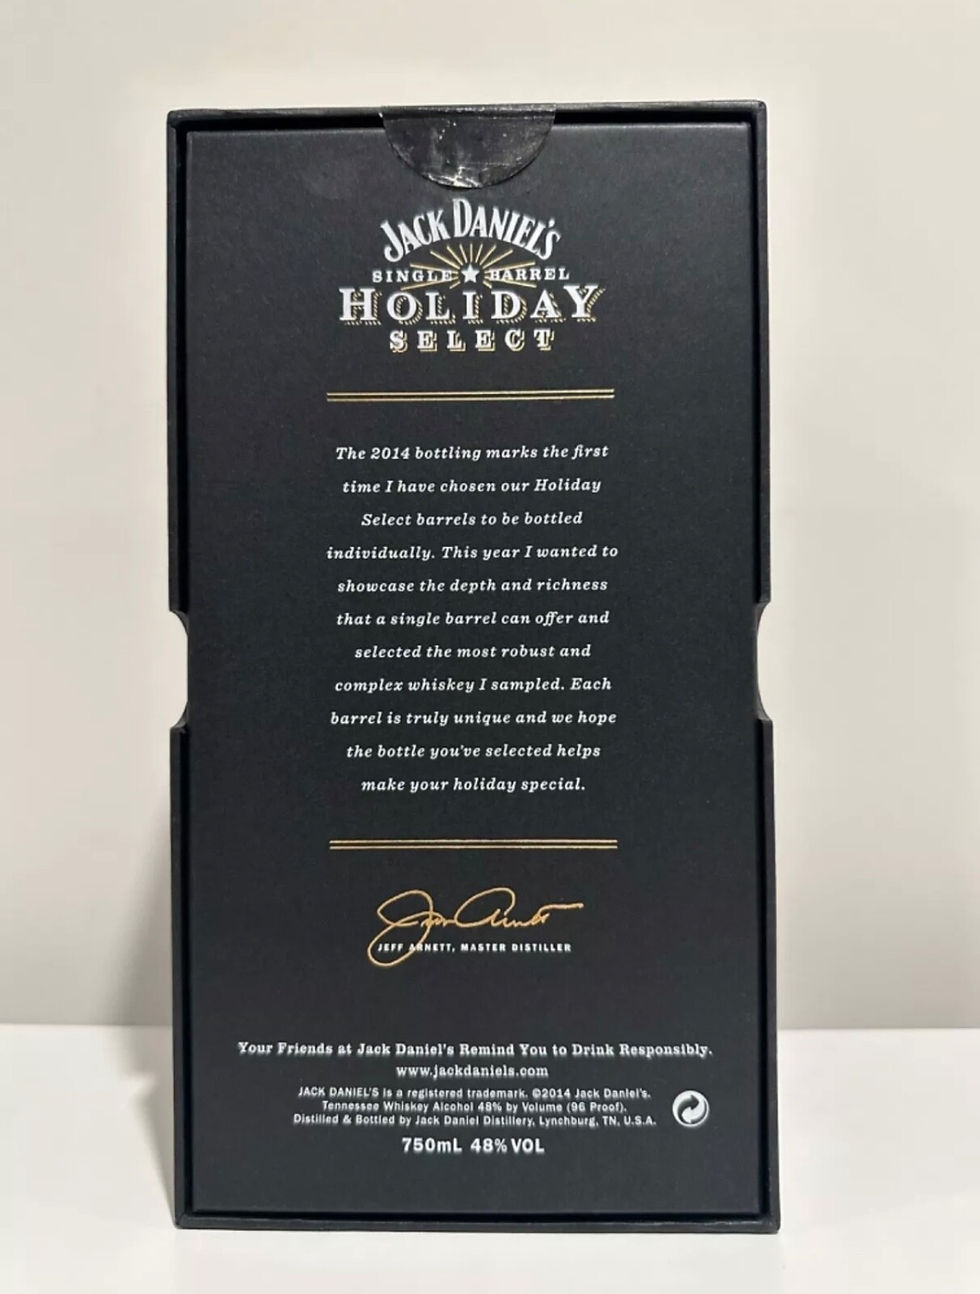 JACK DANIEL'S
SINGLE BARREL
HOLIDAY
SELECT
The 2014 bottling marks the first
time I have chosen our Holiday
Select barrels to be bottled
individually. This year I wanted to
showcase the depth and richness
that a single barrel can offer and
selected the most robust and
complex whiskey I sampled. Each
barrel is truly unique and we hope
the bottle you've selected helps
make your holiday special.
Jeff Arnett
JEFF ARNETT, MASTER DISTILLER
Your Friends at Jack Daniel's Remind You to Drink Responsibly.
www.jackdaniels.com
JACK DANIEL'S is a registered trademark. ©2014 Jack Daniel's.
Tennessee Whiskey Alcohol 48% by Volume (96 Proof).
Distilled & Bottled by Jack Daniel Distillery, Lynchburg, TN, U.S.A.
750mL 48% VOL